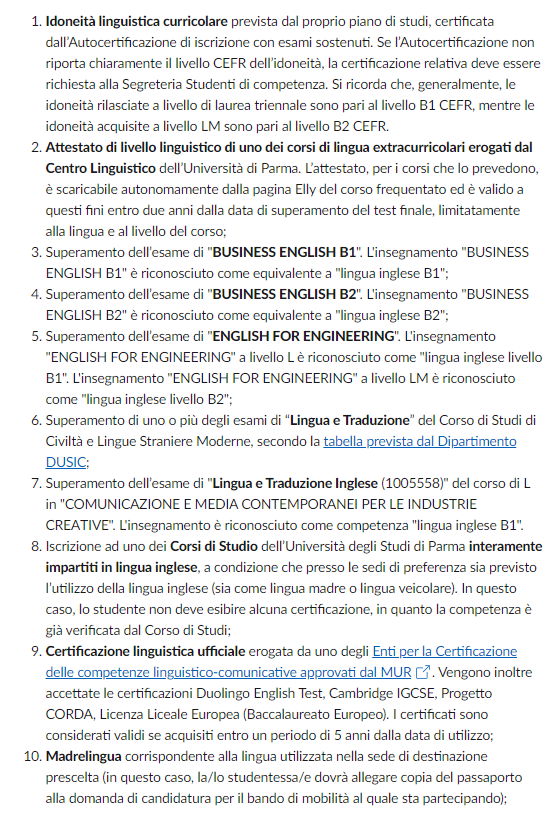 1. Idoneità linguistica curricolare prevista dal proprio piano di studi, certificata
dall'Autocertificazione di iscrizione con esami sostenuti. Se l'Autocertificazione non
riporta chiaramente il livello CEFR dell'idoneità, la certificazione relativa deve essere
richiesta alla Segreteria Studenti di competenza. Si ricorda che, generalmente, le
idoneità rilasciate a livello di laurea triennale sono pari al livello B1 CEFR, mentre le
idoneità acquisite a livello LM sono pari al livello B2 CEFR.
2. Attestato di livello linguistico di uno dei corsi di lingua extracurricolari erogati dal
Centro Linguistico dell'Università di Parma. L'attestato, per i corsi che lo prevedono,
è scaricabile autonomamente dalla pagina Elly del corso frequentato ed è valido a
questi fini entro due anni dalla data di superamento del test finale, limitatamente
alla lingua e al livello del corso;
3. Superamento dell'esame di "BUSINESS ENGLISH B1". L'insegnamento "BUSINESS
ENGLISH B1" è riconosciuto come equivalente a "lingua inglese B1";
4. Superamento dell'esame di "BUSINESS ENGLISH B2". L'insegnamento "BUSINESS
ENGLISH B2" è riconosciuto come equivalente a "lingua inglese B2";
5. Superamento dell'esame di "ENGLISH FOR ENGINEERING". L'insegnamento
"ENGLISH FOR ENGINEERING" a livello L è riconosciuto come "lingua inglese livello
B1". L'insegnamento "ENGLISH FOR ENGINEERING" a livello LM è riconosciuto
come "lingua inglese livello B2";
6. Superamento di uno o più degli esami di “Lingua e Traduzione” del Corso di Studi di
Civiltà e Lingue Straniere Moderne, secondo la tabella prevista dal Dipartimento
DUSIC;
7. Superamento dell'esame di "Lingua e Traduzione Inglese (1005558)" del corso di L
in "COMUNICAZIONE E MEDIA CONTEMPORANEI PER LE INDUSTRIE
CREATIVE". L'insegnamento è riconosciuto come competenza "lingua inglese B1".
8. Iscrizione ad uno dei Corsi di Studio dell'Università degli Studi di Parma interamente
impartiti in lingua inglese, a condizione che presso le sedi di preferenza sia previsto
l'utilizzo della lingua inglese (sia come lingua madre o lingua veicolare). In questo
caso, lo studente non deve esibire alcuna certificazione, in quanto la competenza è
già verificata dal Corso di Studi;
9. Certificazione linguistica ufficiale erogata da uno degli Enti per la Certificazione
delle competenze linguistico-comunicative approvati dal MUR. Vengono inoltre
accettate le certificazioni Duolingo English Test, Cambridge IGCSE, Progetto
CORDA, Licenza Liceale Europea (Baccalaureato Europeo). I certificati sono
considerati validi se acquisiti entro un periodo di 5 anni dalla data di utilizzo;
10. Madrelingua corrispondente alla lingua utilizzata nella sede di destinazione
prescelta (in questo caso, la/lo studentessa/e dovrà allegare copia del passaporto
alla domanda di candidatura per il bando di mobilità al quale sta partecipando);